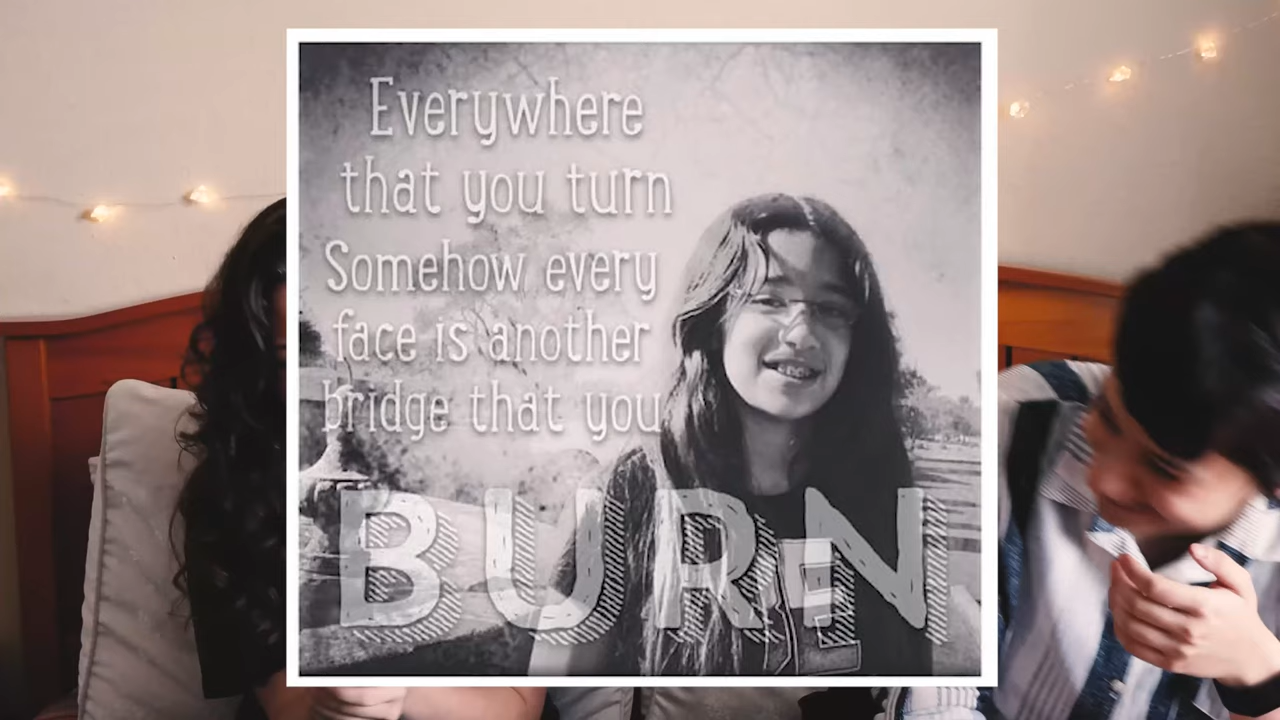 Everywhere
that you turn
Somehow every
face is another
bridge that you
BURN